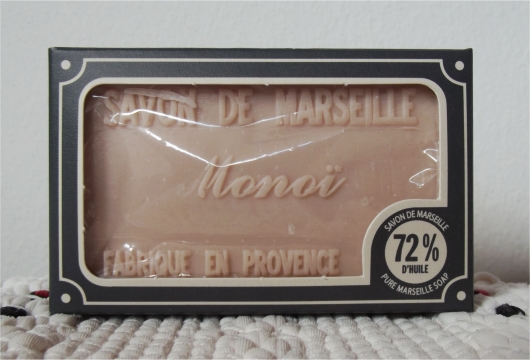 SAVON DE MARSEILLE
Monoï
FABRIQUE EN PROVENCE
SAVON DE MARSEILLE
72%
D'HUILE
PURE MARSEILLE SOAP